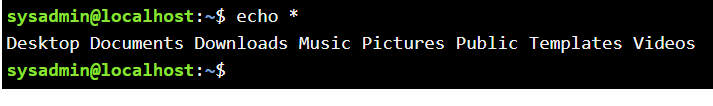 sysadmin@localhost:~$ echo *
Desktop Documents Downloads Music Pictures Public Templates Videos
sysadmin@localhost:~$